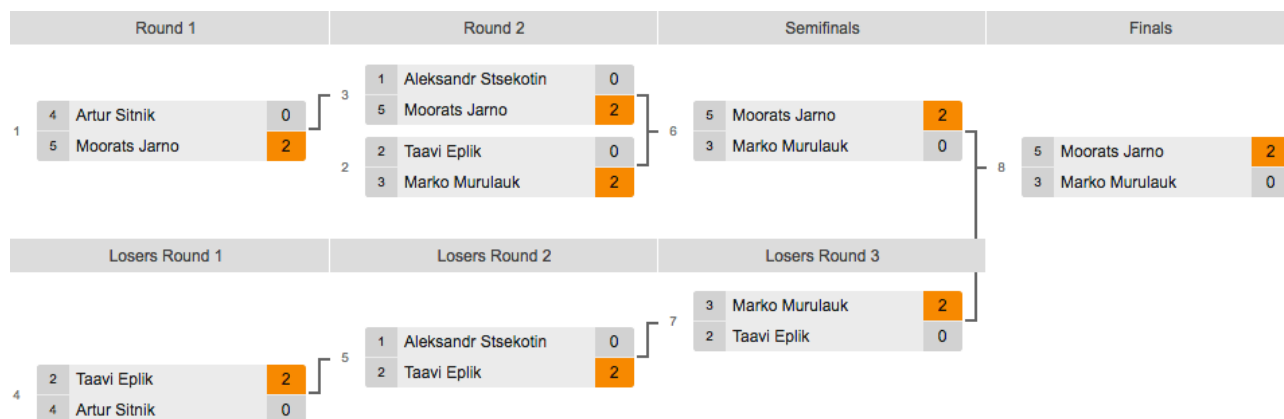 Round 1 Round 2 Semifinals Finals
1
4 Artur Sitnik 0
5 Moorats Jarno 2
3
1 Aleksandr Stsekotin 0
5 Moorats Jarno 2
2
2 Taavi Eplik 0
3 Marko Murulauk 2
6
5 Moorats Jarno 2
3 Marko Murulauk 0
8
5 Moorats Jarno 2
3 Marko Murulauk 0
Losers Round 1 Losers Round 2 Losers Round 3
4
2 Taavi Eplik 2
4 Artur Sitnik 0
5
1 Aleksandr Stsekotin 0
2 Taavi Eplik 2
7
3 Marko Murulauk 2
2 Taavi Eplik 0